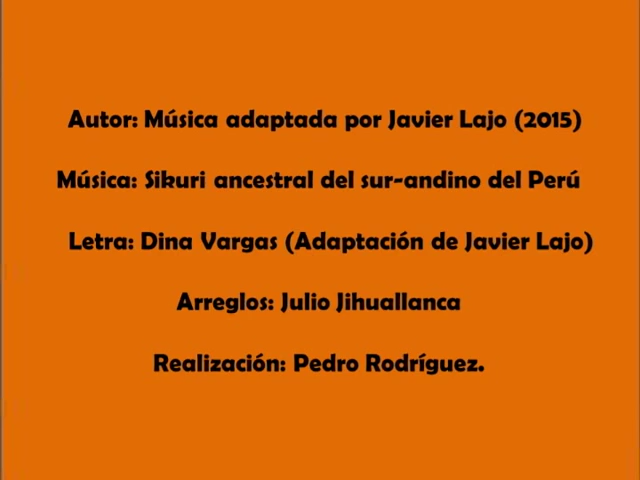 Autor: Música adaptada por Javier Lajo (2015)
Música: Sikuri ancestral del sur-andino del Perú
Letra: Dina Vargas (Adaptación de Javier Lajo)
Arreglos: Julio Jihuallanca
Realización: Pedro Rodríguez.